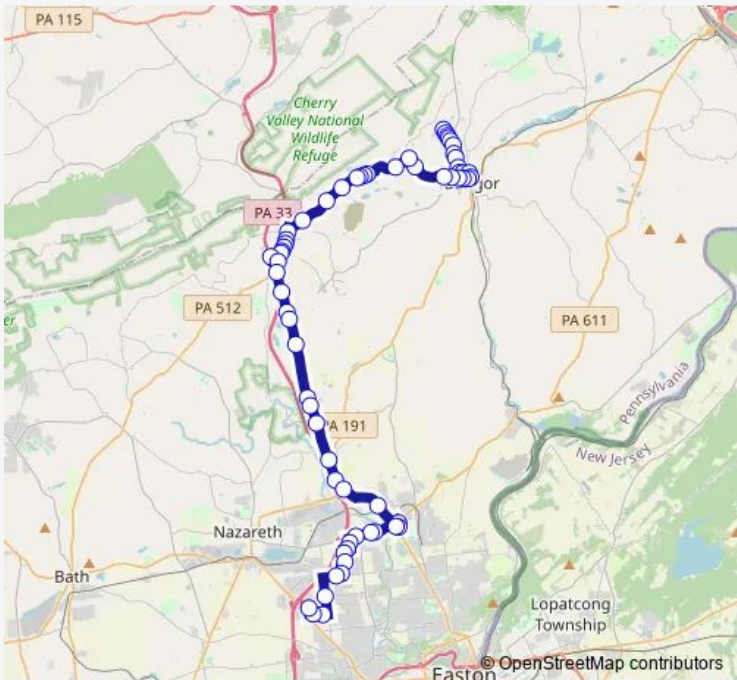 PA 115
Cherry
Valley National
Wildlife
Refuge
PA 33
PA 512
PA 611
Pennsylvania
New Jersey
PA 191
Nazareth
Bath
Lopatcong
Township
Easton
© OpenStreetMap contributors